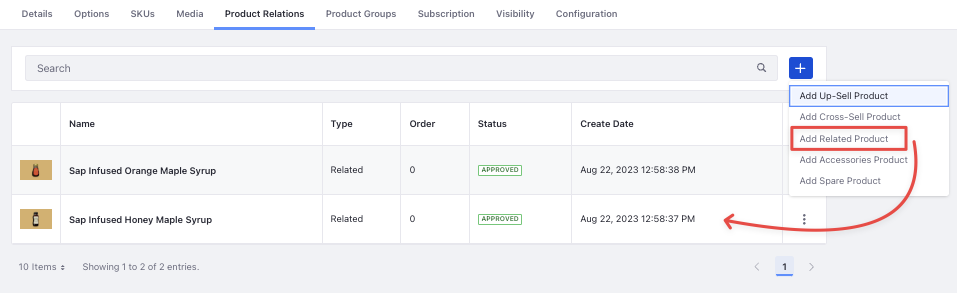 Details Options SKUs Media Product Relations Product Groups Subscription Visibility Configuration
Search
Add Up-Sell Product
Add Cross-Sell Product
Add Related Product
Add Accessories Product
Add Spare Product
Name Type Order Status Create Date
Sap Infused Orange Maple Syrup Related 0 APPROVED Aug 22, 2023 12:58:38 PM
Sap Infused Honey Maple Syrup Related 0 APPROVED Aug 22, 2023 12:58:37 PM
10 Items Showing 1 to 2 of 2 entries. 1